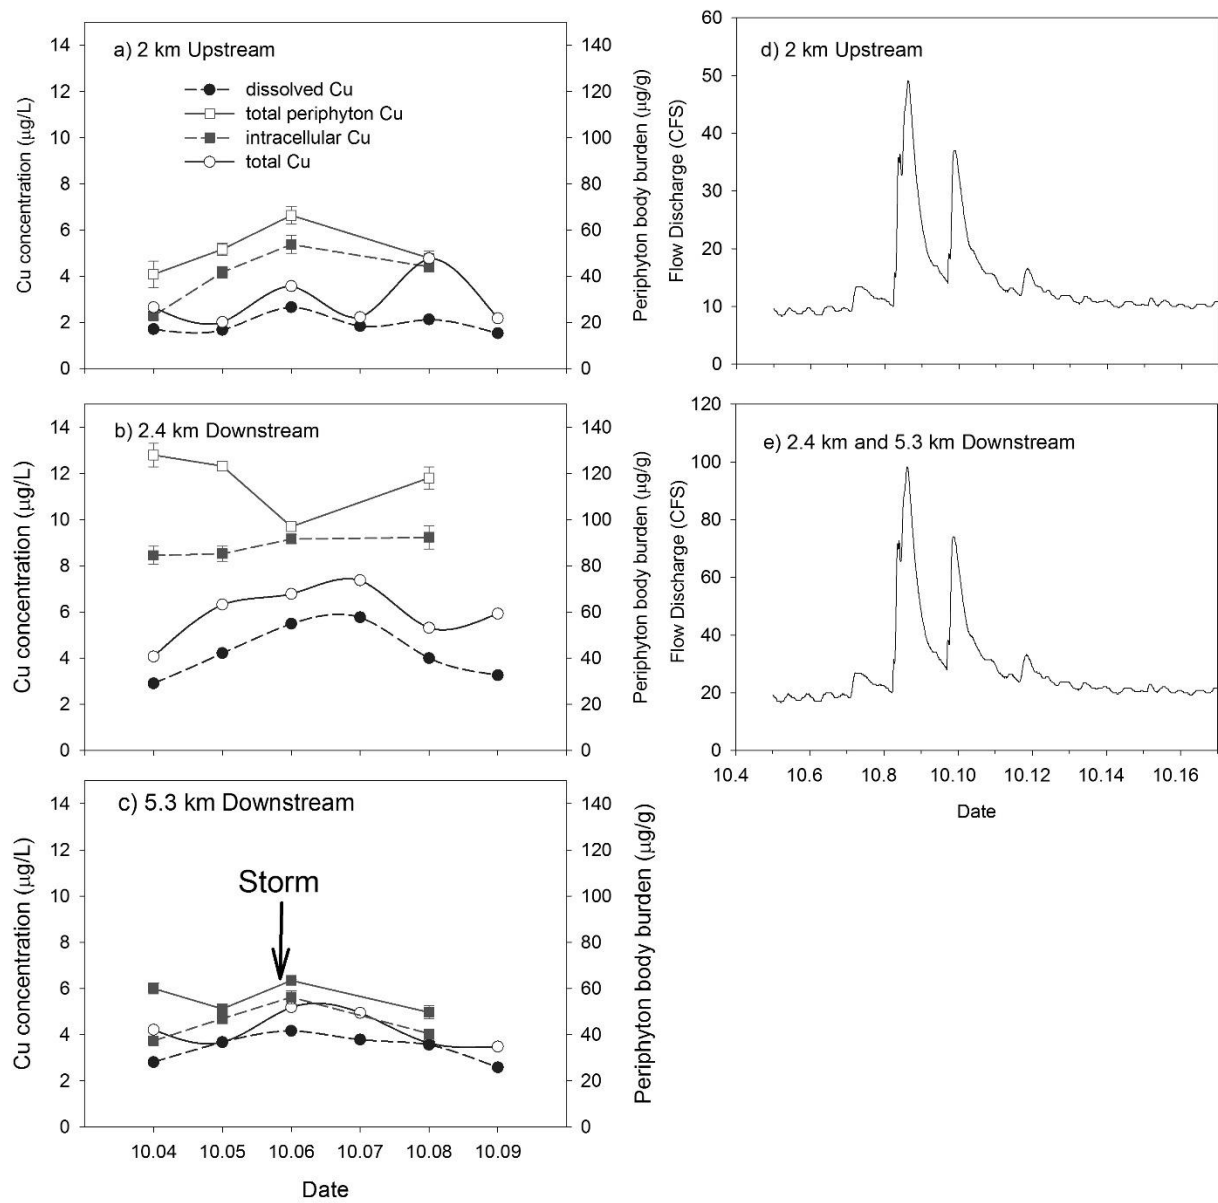 a) 2 km Upstream
dissolved Cu
total periphyton Cu
intracellular Cu
total Cu
Cu concentration (µg/L)
14
12
10
8
6
4
2
0
140
120
100
80
60
40
20
0
Periphyton body burden (µg/g)
d) 2 km Upstream
Flow Discharge (CFS)
60
50
40
30
20
10
0
b) 2.4 km Downstream
Cu concentration (µg/L)
14
12
10
8
6
4
2
0
140
120
100
80
60
40
20
0
Periphyton body burden (µg/g)
e) 2.4 km and 5.3 km Downstream
Flow Discharge (CFS)
120
100
80
60
40
20
0
10.4 10.6 10.8 10.10 10.12 10.14 10.16
Date
c) 5.3 km Downstream
Storm
Cu concentration (µg/L)
14
12
10
8
6
4
2
0
140
120
100
80
60
40
20
0
Periphyton body burden (µg/g)
10.04 10.05 10.06 10.07 10.08 10.09
Date